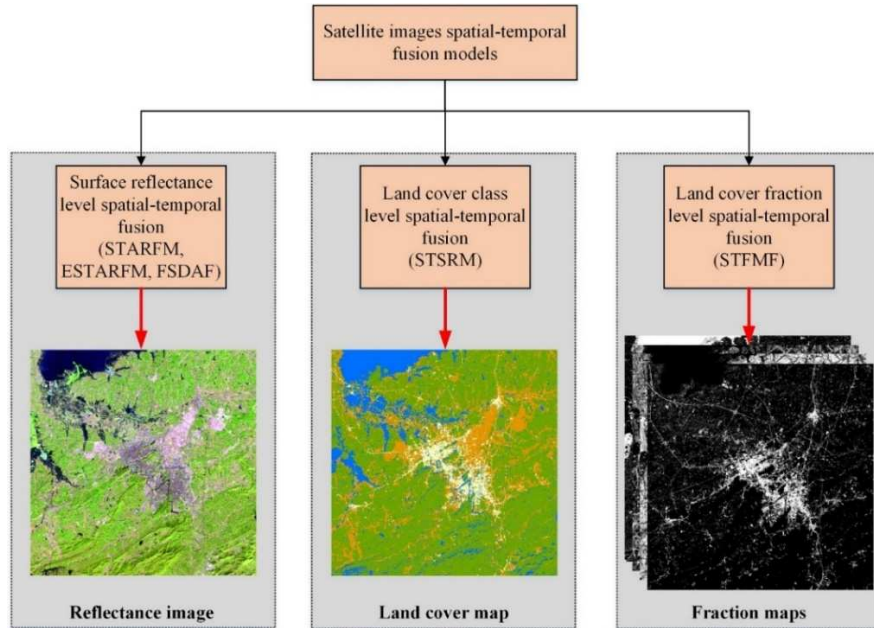 Satellite images spatial-temporal
fusion models
Surface reflectance
level spatial-temporal
fusion
(STARFM,
ESTARFM, FSDAF)
Land cover class
level spatial-temporal
fusion
(STSRM)
Land cover fraction
level spatial-temporal
fusion
(STFMF)
Reflectance image
Land cover map
Fraction maps